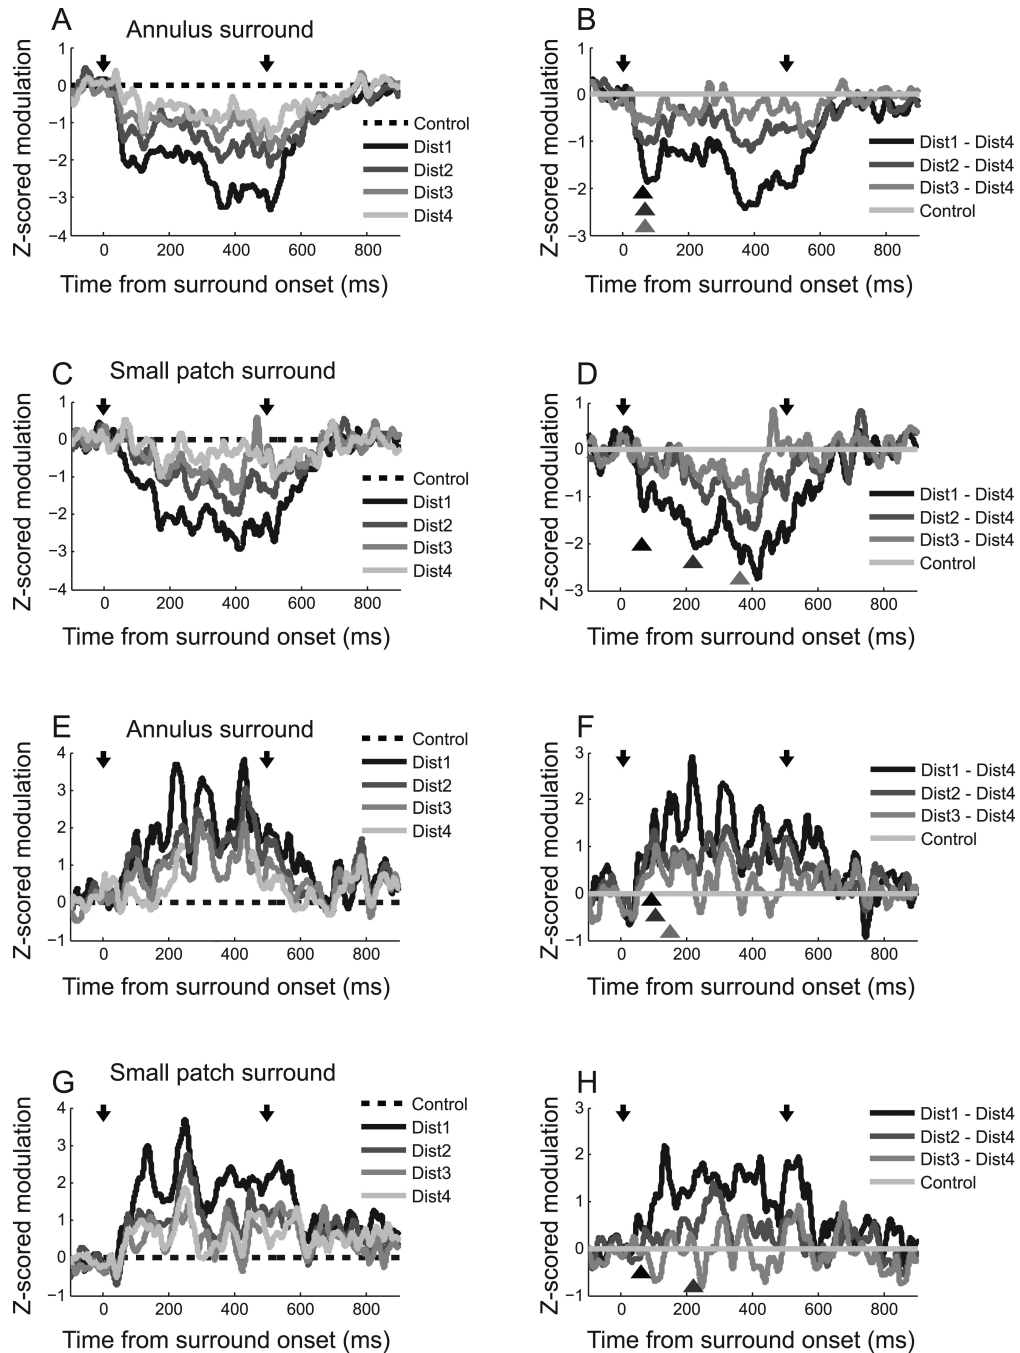 A
Annulus surround
Z-scored modulation
1
0
−1
−2
−3
−4
0
200
400
600
800
Time from surround onset (ms)
Control
Dist1
Dist2
Dist3
Dist4
B
Z-scored modulation
1
0
−1
−2
−3
0
200
400
600
800
Time from surround onset (ms)
Dist1 - Dist4
Dist2 - Dist4
Dist3 - Dist4
Control
C
Small patch surround
Z-scored modulation
1
0
−1
−2
−3
−4
0
200
400
600
800
Time from surround onset (ms)
Control
Dist1
Dist2
Dist3
Dist4
D
Z-scored modulation
1
0
−1
−2
−3
0
200
400
600
800
Time from surround onset (ms)
Dist1 - Dist4
Dist2 - Dist4
Dist3 - Dist4
Control
E
Annulus surround
Z-scored modulation
4
3
2
1
0
−1
0
200
400
600
800
Time from surround onset (ms)
Control
Dist1
Dist2
Dist3
Dist4
F
Z-scored modulation
3
2
1
0
−1
0
200
400
600
800
Time from surround onset (ms)
Dist1 - Dist4
Dist2 - Dist4
Dist3 - Dist4
Control
G
Small patch surround
Z-scored modulation
4
3
2
1
0
−1
0
200
400
600
800
Time from surround onset (ms)
Control
Dist1
Dist2
Dist3
Dist4
H
Z-scored modulation
3
2
1
0
−1
0
200
400
600
800
Time from surround onset (ms)
Dist1 - Dist4
Dist2 - Dist4
Dist3 - Dist4
Control